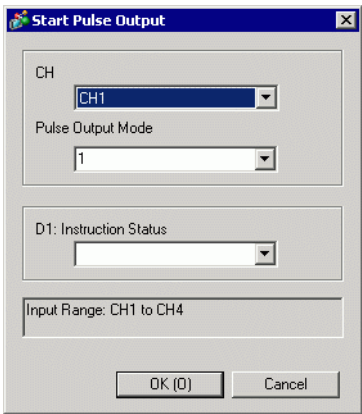 Start Pulse Output
CH
CH1
Pulse Output Mode
1
D1: Instruction Status
Input Range: CH1 to CH4
OK (O)
Cancel